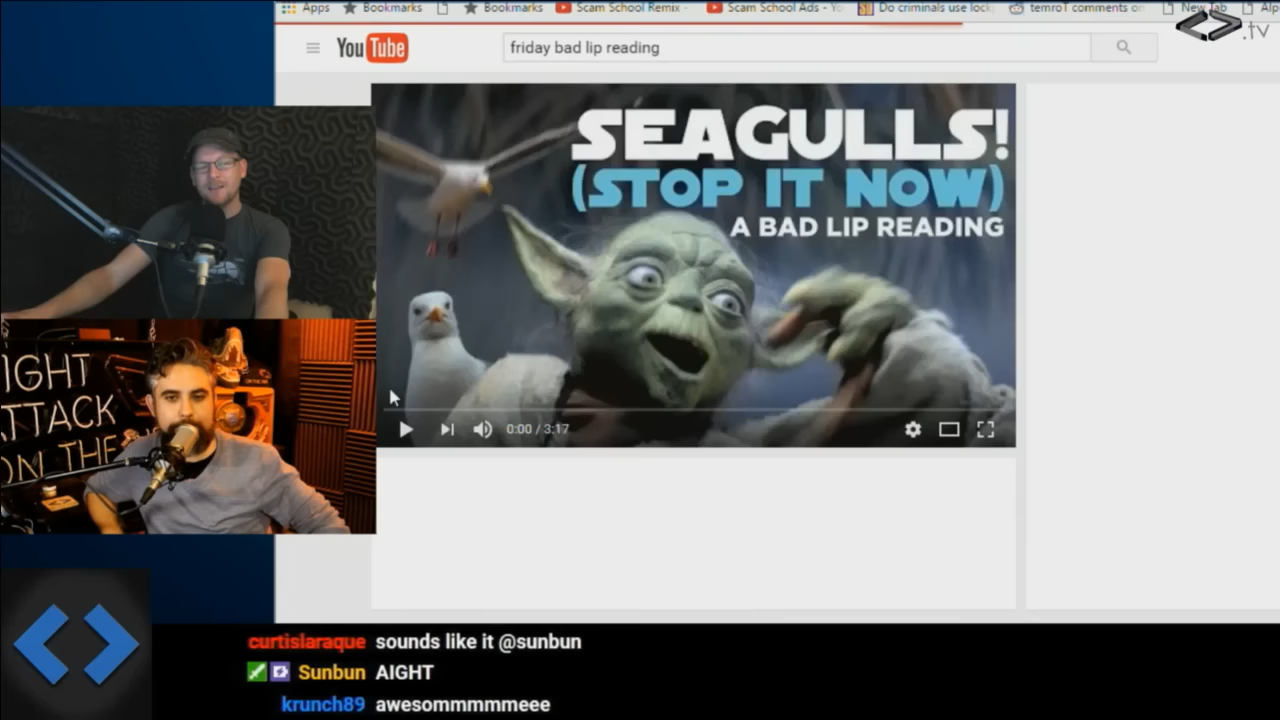 Apps Bookmarks Bookmarks Scam School Remix - Scam School Ads - Yo Do criminals use lock temroT comments on New Tab Alp
.tv
YouTube friday bad lip reading
SEAGULLS!
(STOP IT NOW)
A BAD LIP READING
IGHT
ATTACK
ON THE
0:00 / 3:17
curtislaraque sounds like it @sunbun
Sunbun AIGHT
krunch89 awesommmmmeee